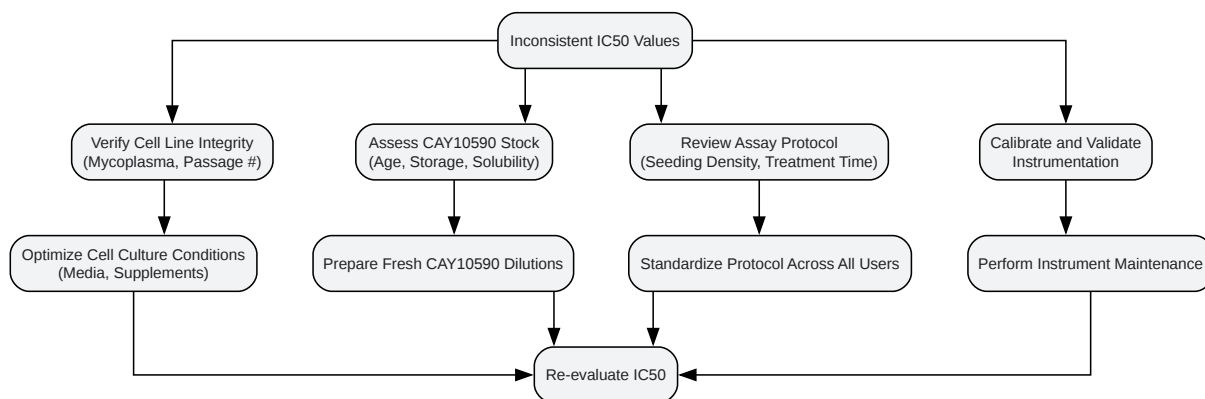 Inconsistent IC50 Values
Verify Cell Line Integrity
(Mycoplasma, Passage #)
Assess CAY10590 Stock
(Age, Storage, Solubility)
Review Assay Protocol
(Seeding Density, Treatment Time)
Calibrate and Validate
Instrumentation
Optimize Cell Culture Conditions
(Media, Supplements)
Prepare Fresh CAY10590 Dilutions
Standardize Protocol Across All Users
Perform Instrument Maintenance
Re-evaluate IC50